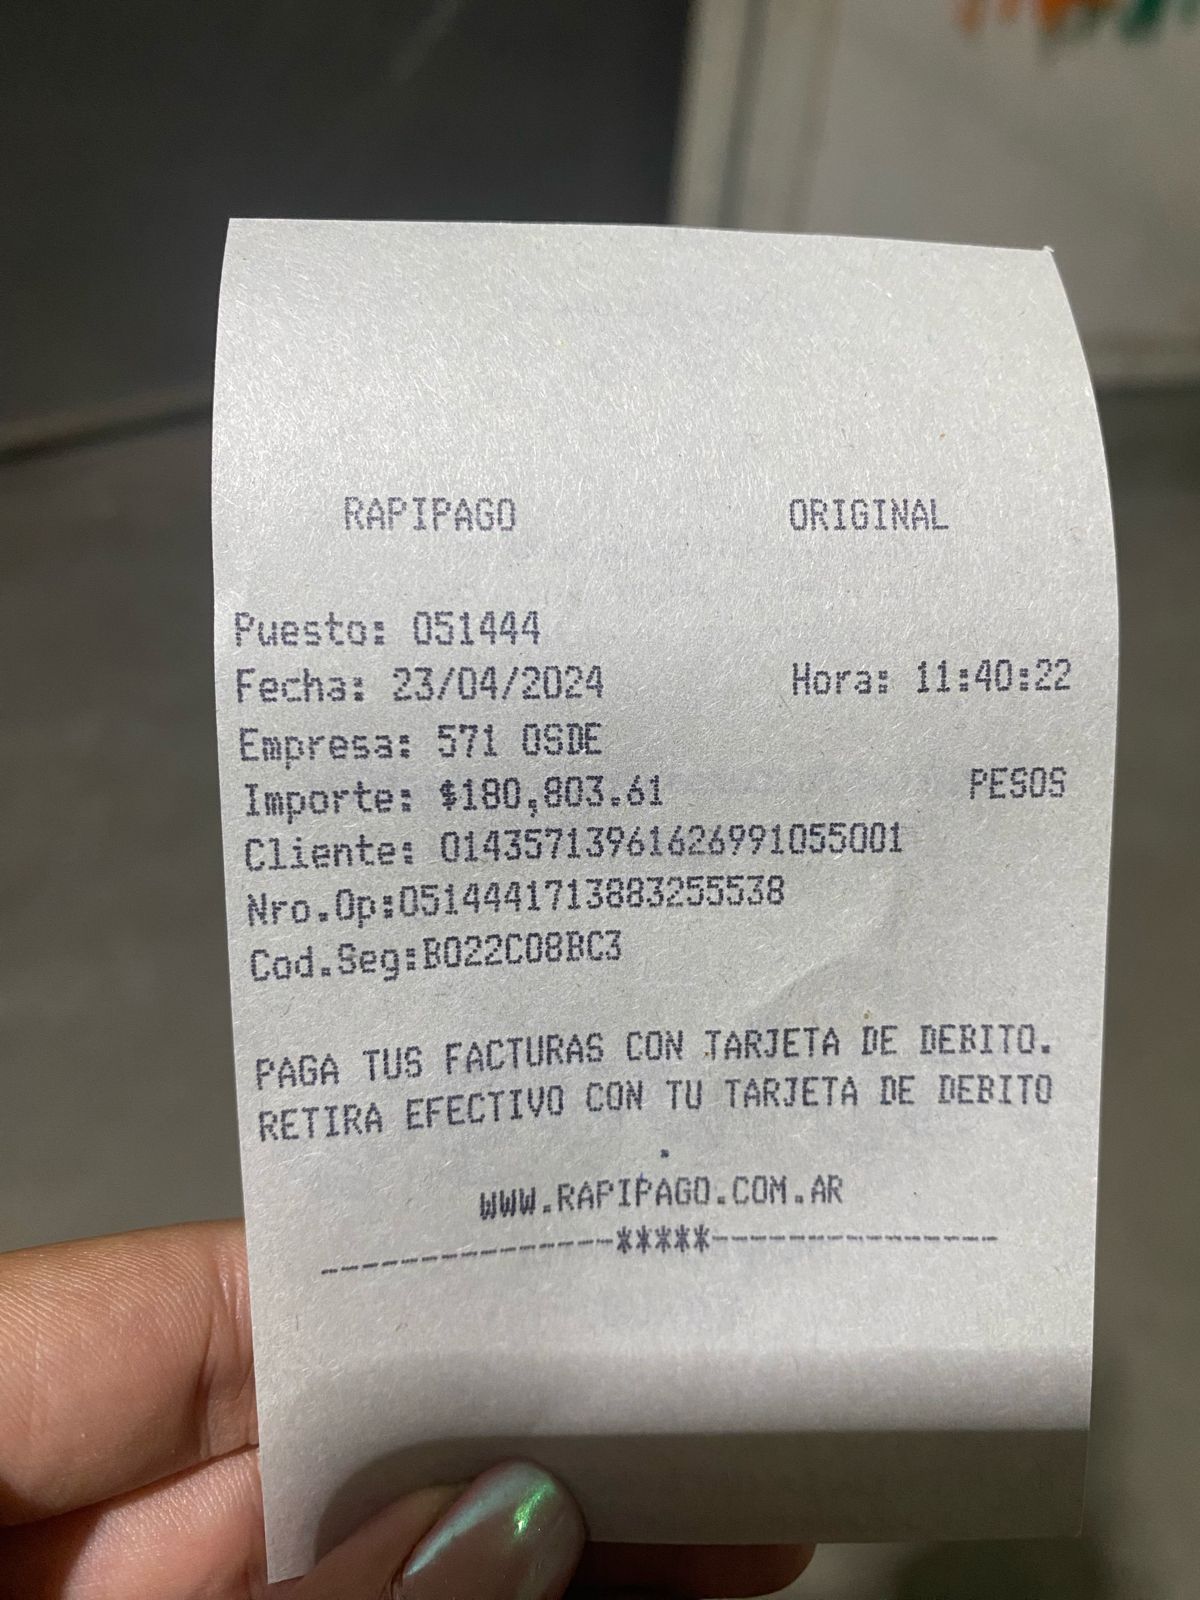 RAPIPAGO ORIGINAL
Puesto: 051444
Fecha: 23/04/2024 Hora: 11:40:22
Empresa: 571 OSDE
Importe: $180,803.61 PESOS
Cliente: 01435713961626991055001
Nro.Op:0514441713883255538
Cod.Seg:B022C08BC3
PAGA TUS FACTURAS CON TARJETA DE DEBITO.
RETIRA EFECTIVO CON TU TARJETA DE DEBITO
.
WWW.RAPIPAGO.COM.AR
---------------*****---------------